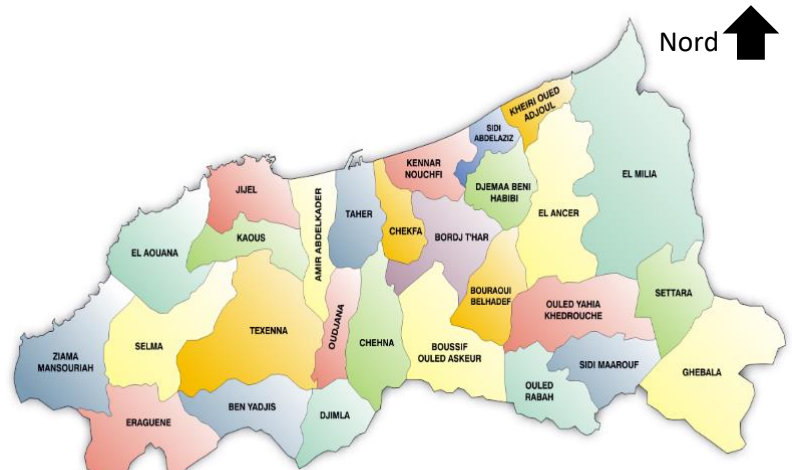 Nord
KHEIRI OUED
ADJOUL
SIDI
ABDELAZIZ
KENNAR
NOUCHFI
EL MILIA
JIJEL
DJEMAA BENI
HABIBI
TAHER
EL ANCER
AMIR ABDELKADER
CHEKFA
KAOUS
BORDJ T'HAR
EL AOUANA
BOURAOUI
BELHADEF
SETTARA
OULED YAHIA
KHEDROUCHE
OUDJANA
TEXENNA
SELMA
CHEHNA
BOUSSIF
OULED ASKEUR
ZIAMA
MANSOURIAH
SIDI MAAROUF
GHEBALA
OULED
RABAH
BEN YADJIS
DJIMLA
ERAGUENE